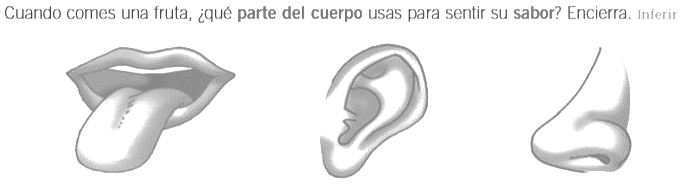 Cuando comes una fruta, ¿qué parte del cuerpo usas para sentir su sabor? Encierra. Inferir